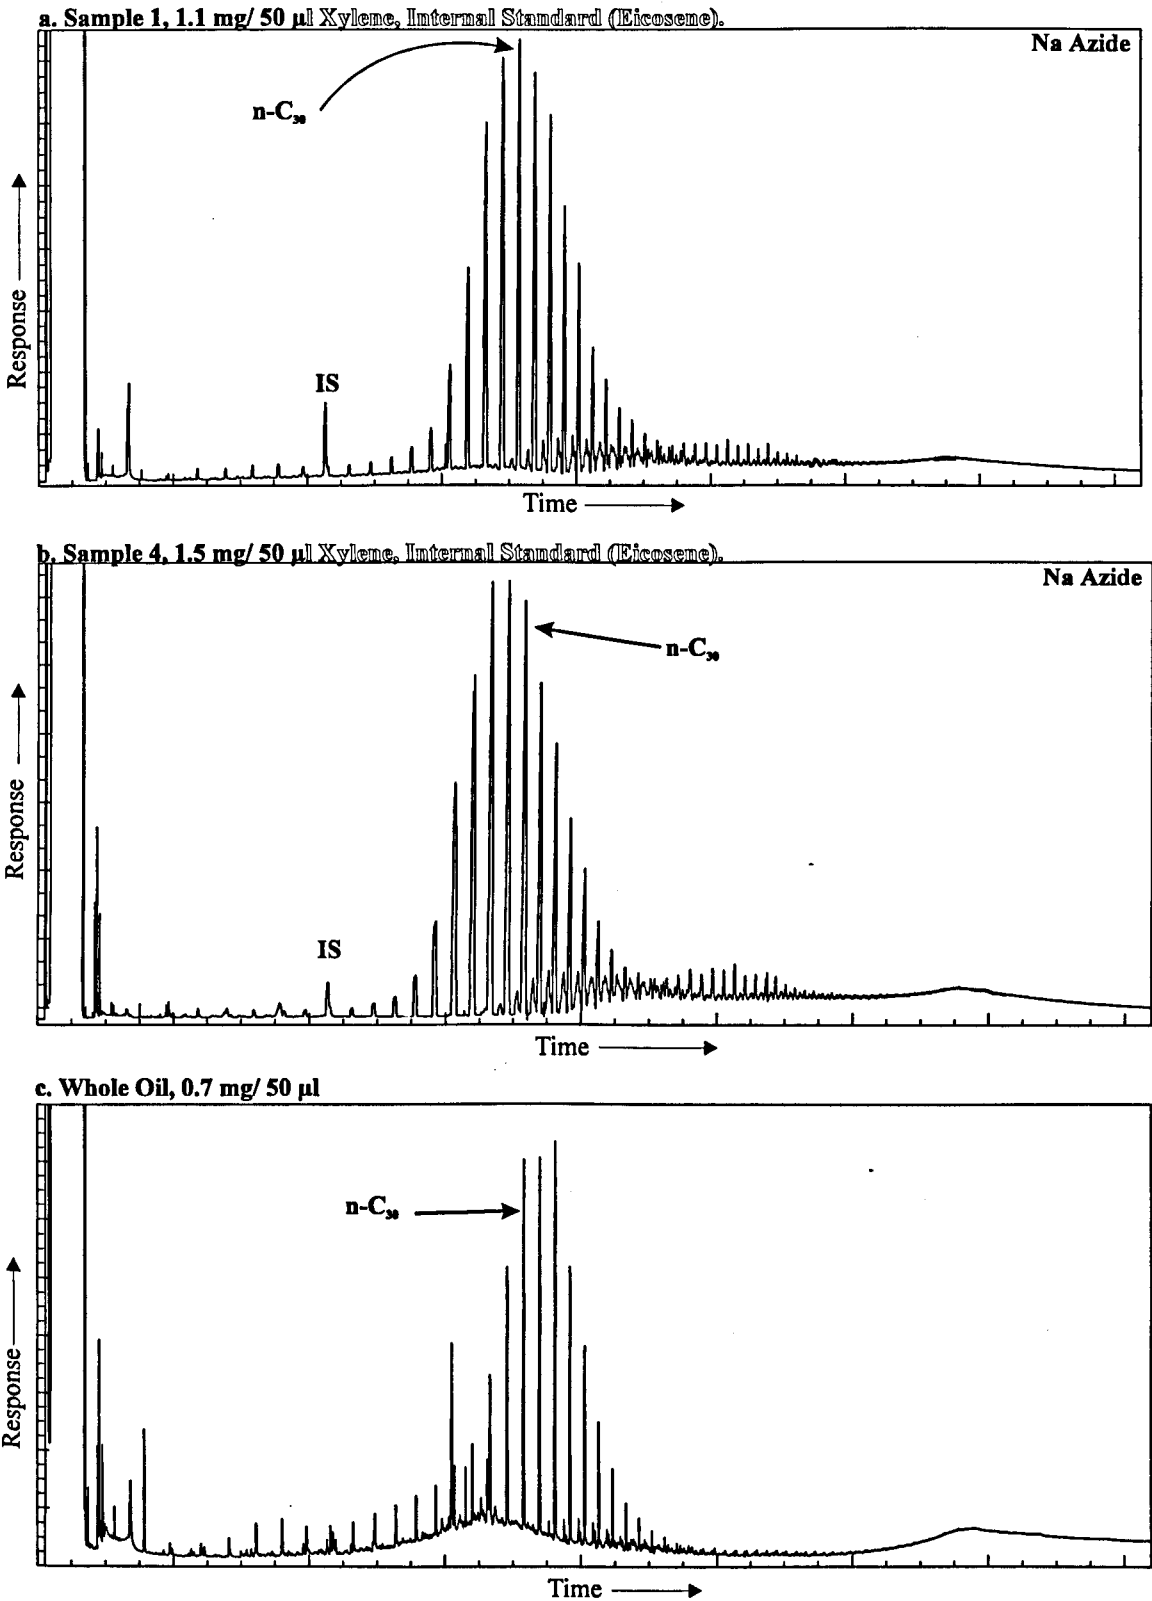 a. Sample 1, 1.1 mg/ 50 µl Xylene, Internal Standard (Eicosene).
Na Azide
n-C₃₀
IS
Response
Time
b. Sample 4, 1.5 mg/ 50 µl Xylene, Internal Standard (Eicosene).
Na Azide
n-C₃₀
IS
Response
Time
c. Whole Oil, 0.7 mg/ 50 µl
n-C₃₀
Response
Time